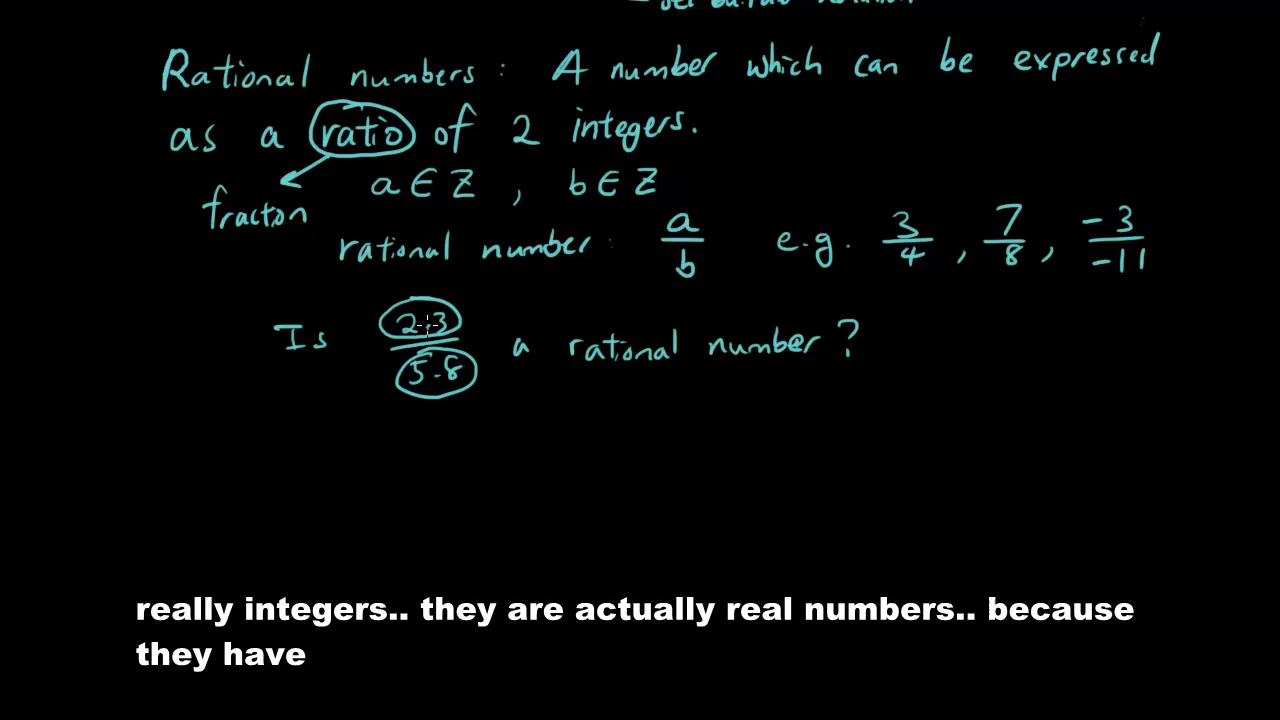 Rational numbers : A number which can be expressed
as a ratio of 2 integers.
a ∈ Z , b ∈ Z
fraction
rational number: a/b e.g. 3/4 , 7/8 , -3/-11
Is 2.3/5.8 a rational number ?
really integers.. they are actually real numbers.. because
they have